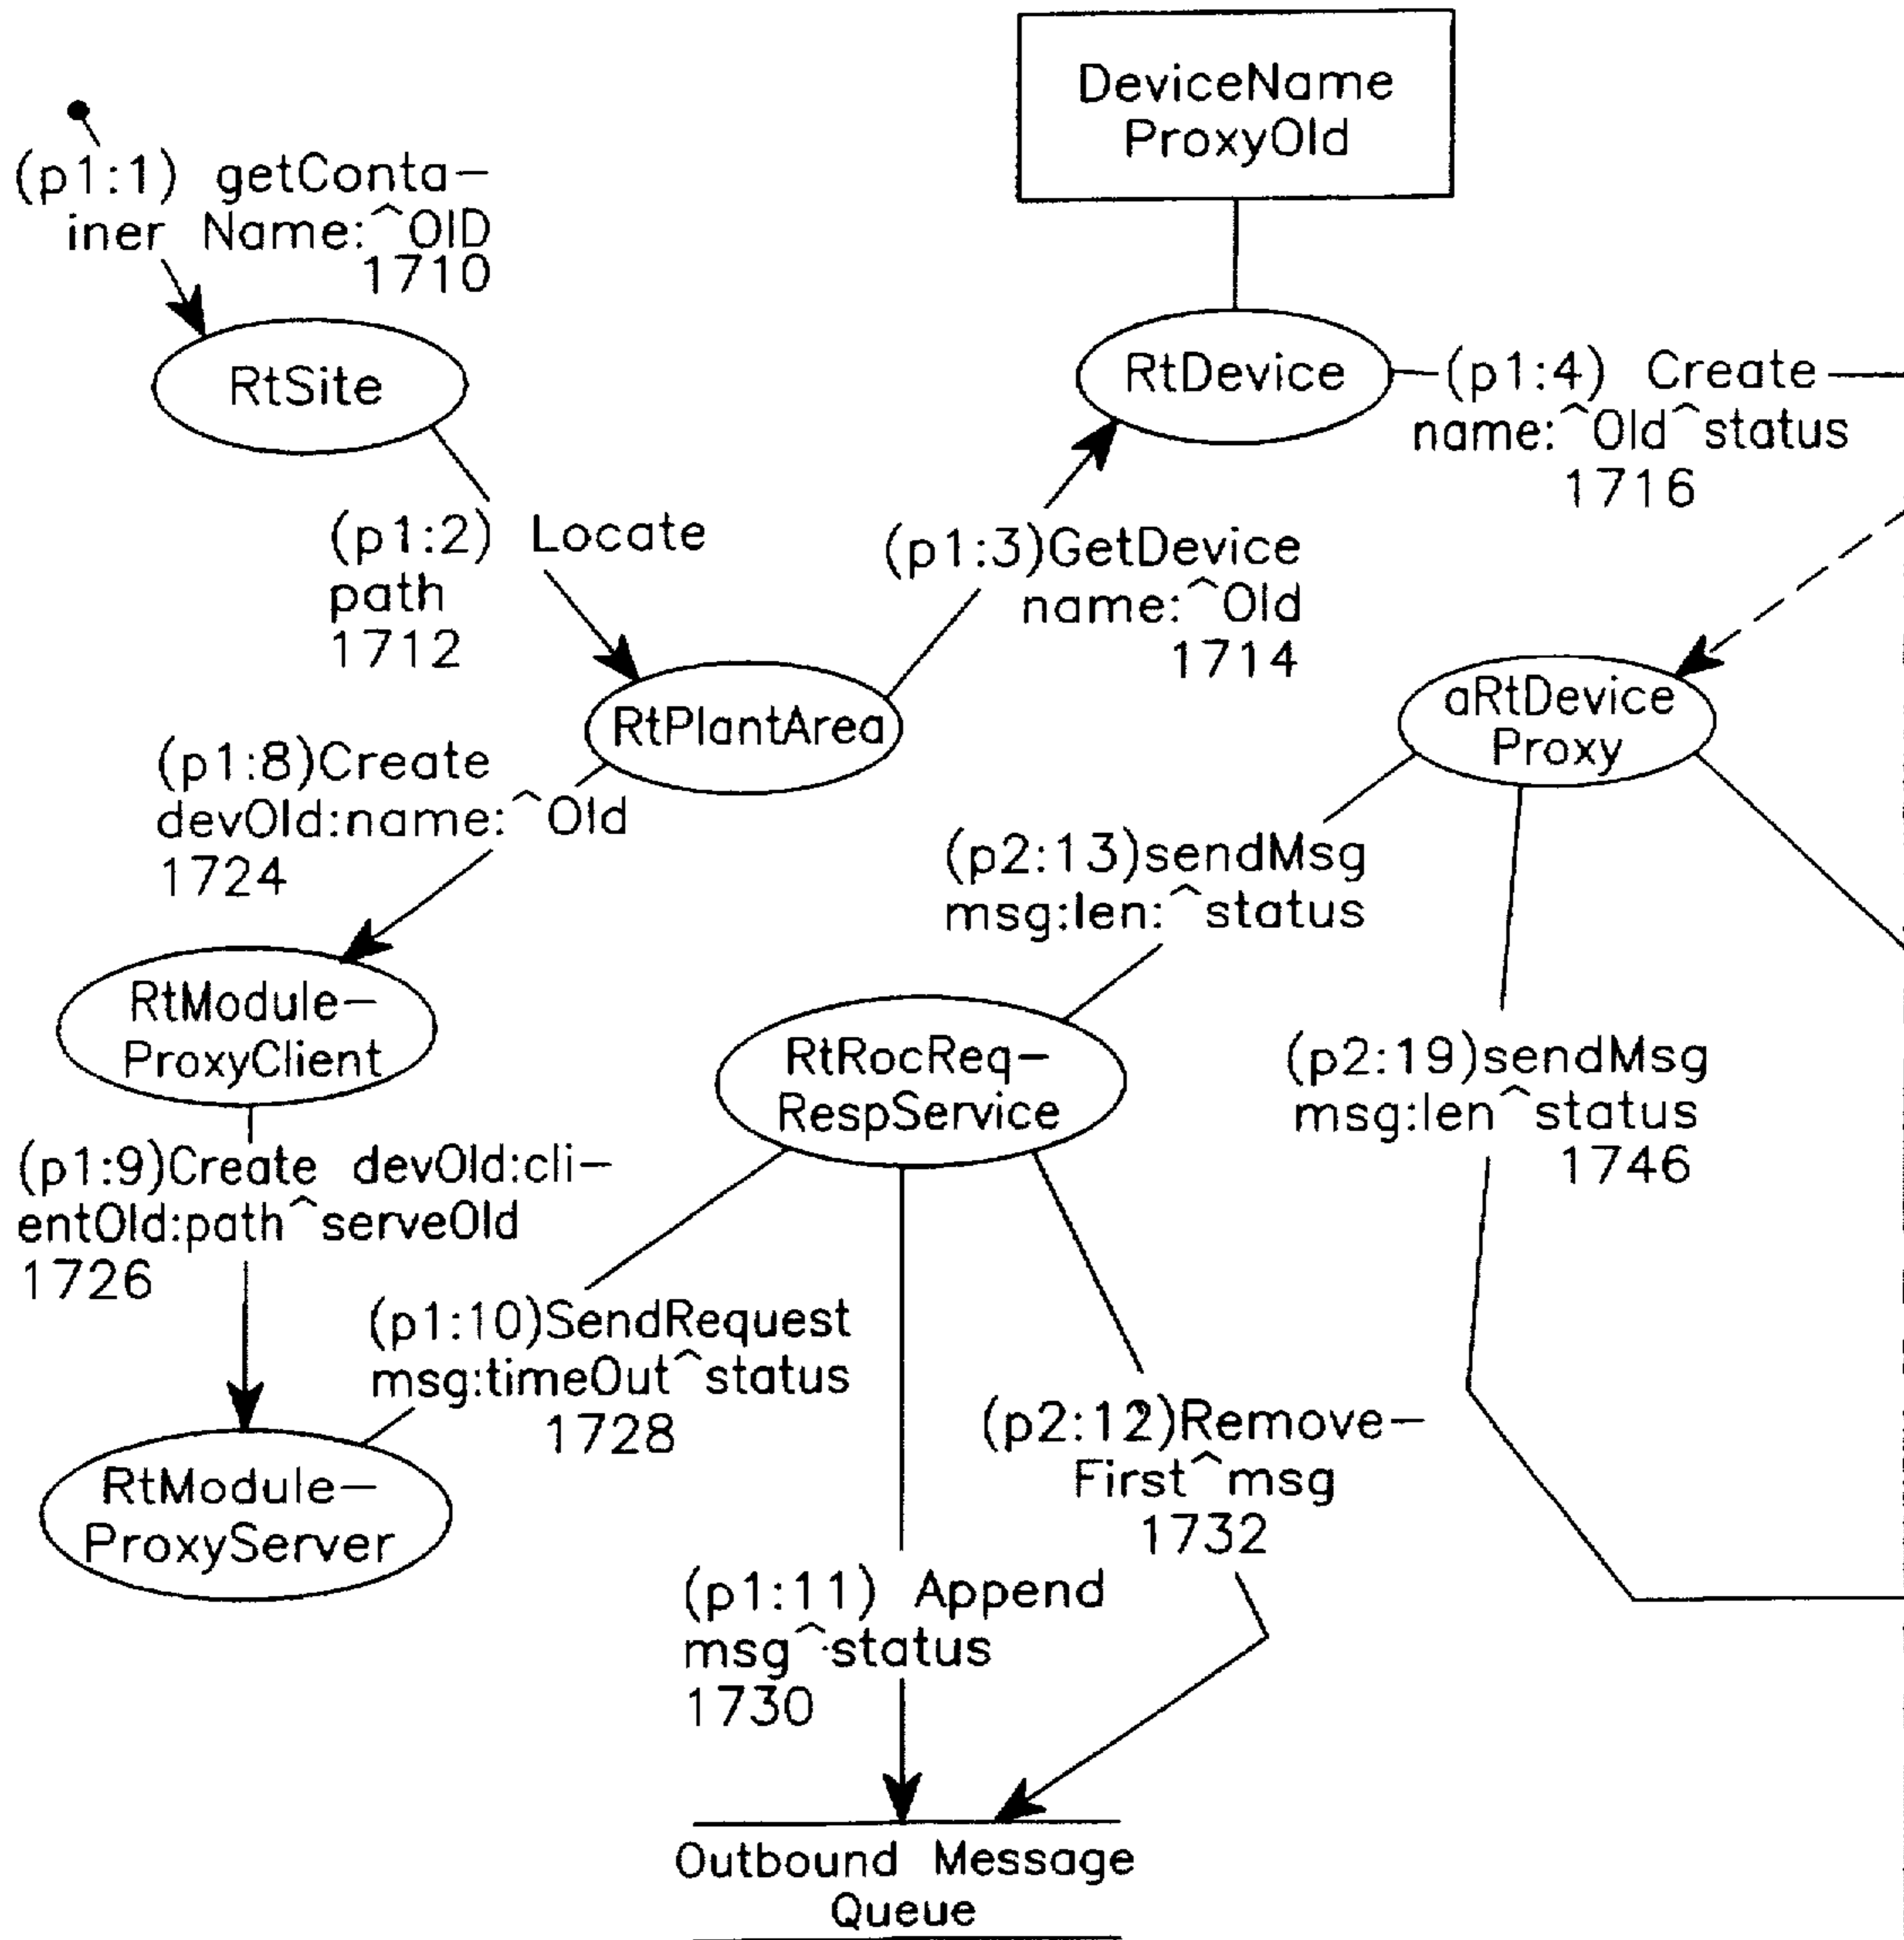 DeviceName
ProxyOld
(p1:1) getConta-
iner Name:^OID
1710
RtSite
RtDevice
(p1:4) Create
name:^Old^status
1716
(p1:2) Locate
path
1712
(p1:3)GetDevice
name:^Old
1714
RtPlantArea
aRtDevice
Proxy
(p1:8)Create
devOld:name:^Old
1724
(p2:13)sendMsg
msg:len:^status
RtModule-
ProxyClient
RtRocReq-
RespService
(p2:19)sendMsg
msg:len^status
1746
(p1:9)Create devOld:cli-
entOld:path^serveOld
1726
(p1:10)SendRequest
msg:timeOut^status
1728
(p2:12)Remove-
First^msg
1732
RtModule-
ProxyServer
(p1:11) Append
msg^status
1730
Outbound Message
Queue